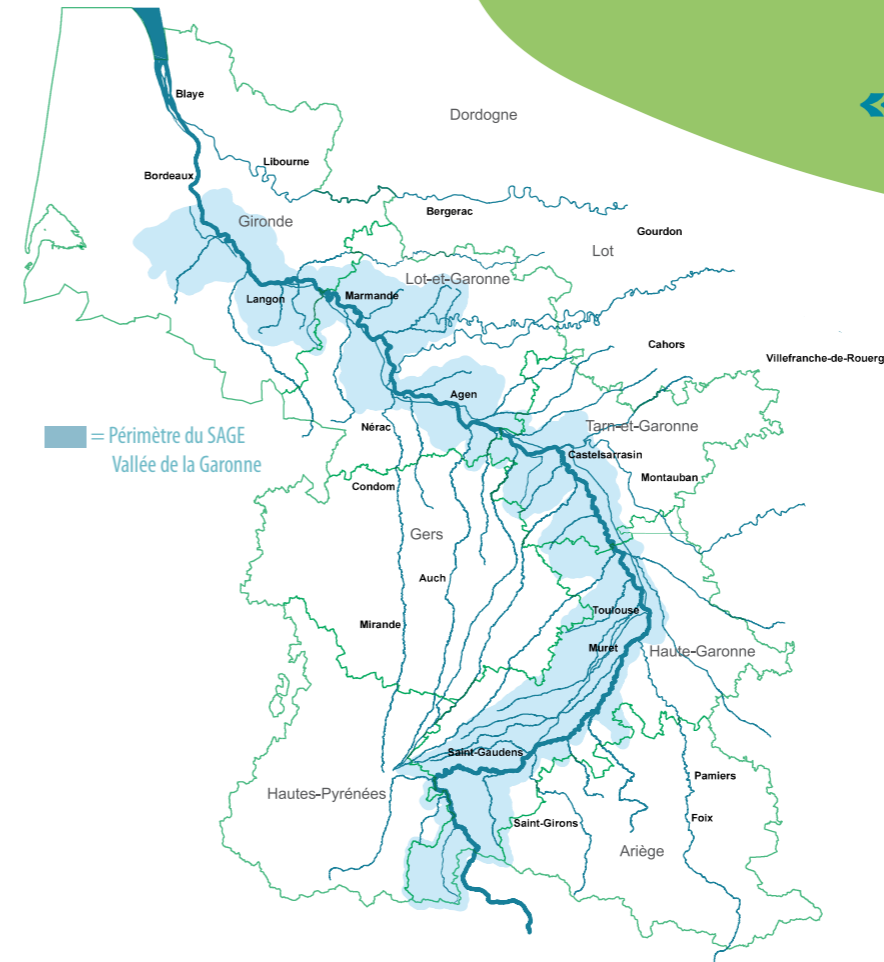 Blaye
Dordogne
Libourne
Bordeaux
Bergerac
Gironde
Gourdon
Lot
Lot-et-Garonne
Langon
Marmande
Cahors
Villefranche-de-Rouerg
Agen
Nérac
Tarn-et-Garonne
= Périmètre du SAGE
Vallée de la Garonne
Castelsarrasin
Montauban
Condom
Gers
Auch
Toulouse
Mirande
Muret
Haute-Garonne
Saint-Gaudens
Pamiers
Hautes-Pyrénées
Foix
Saint-Girons
Ariège